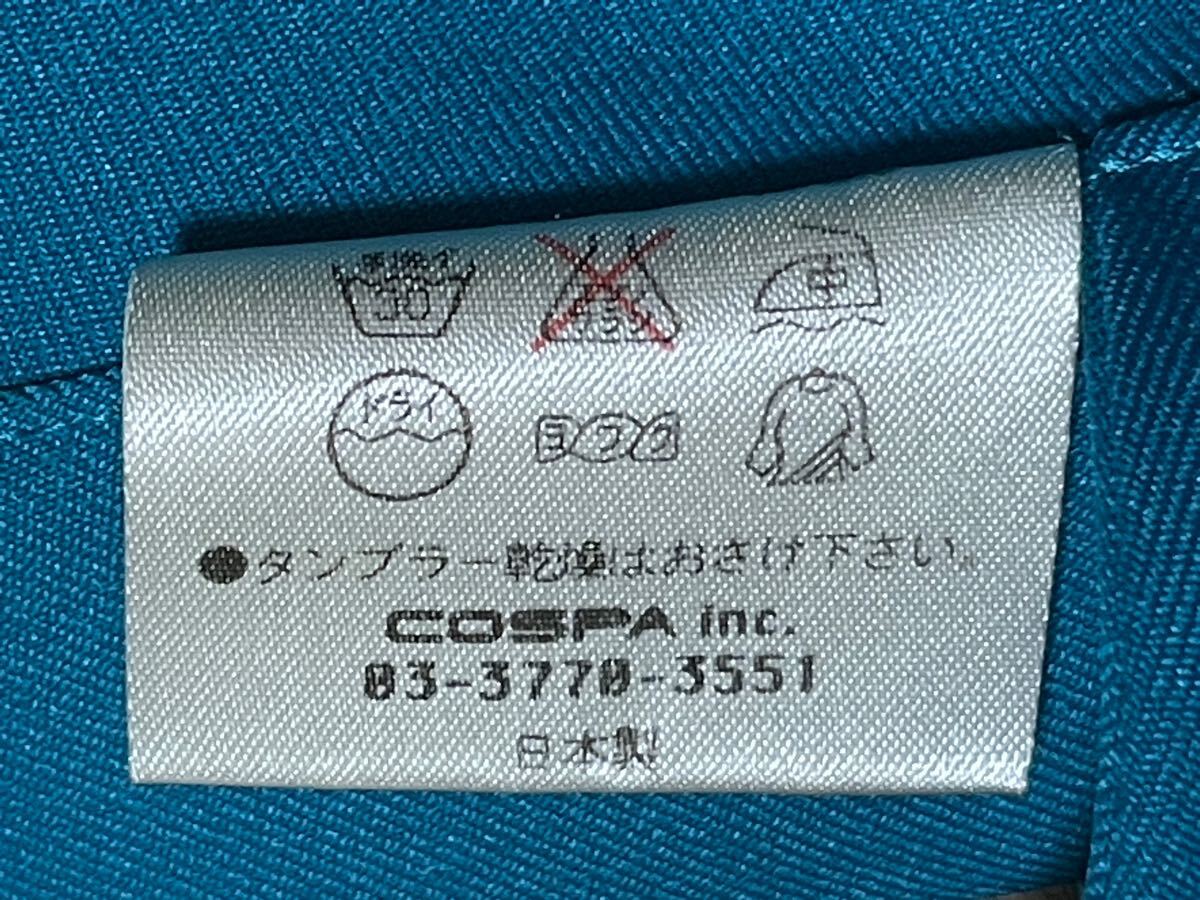 30
中
ドライ
ヨワク
●タンブラー乾燥はおさけ下さい。
COSPA inc.
03-3770-3551
日本製